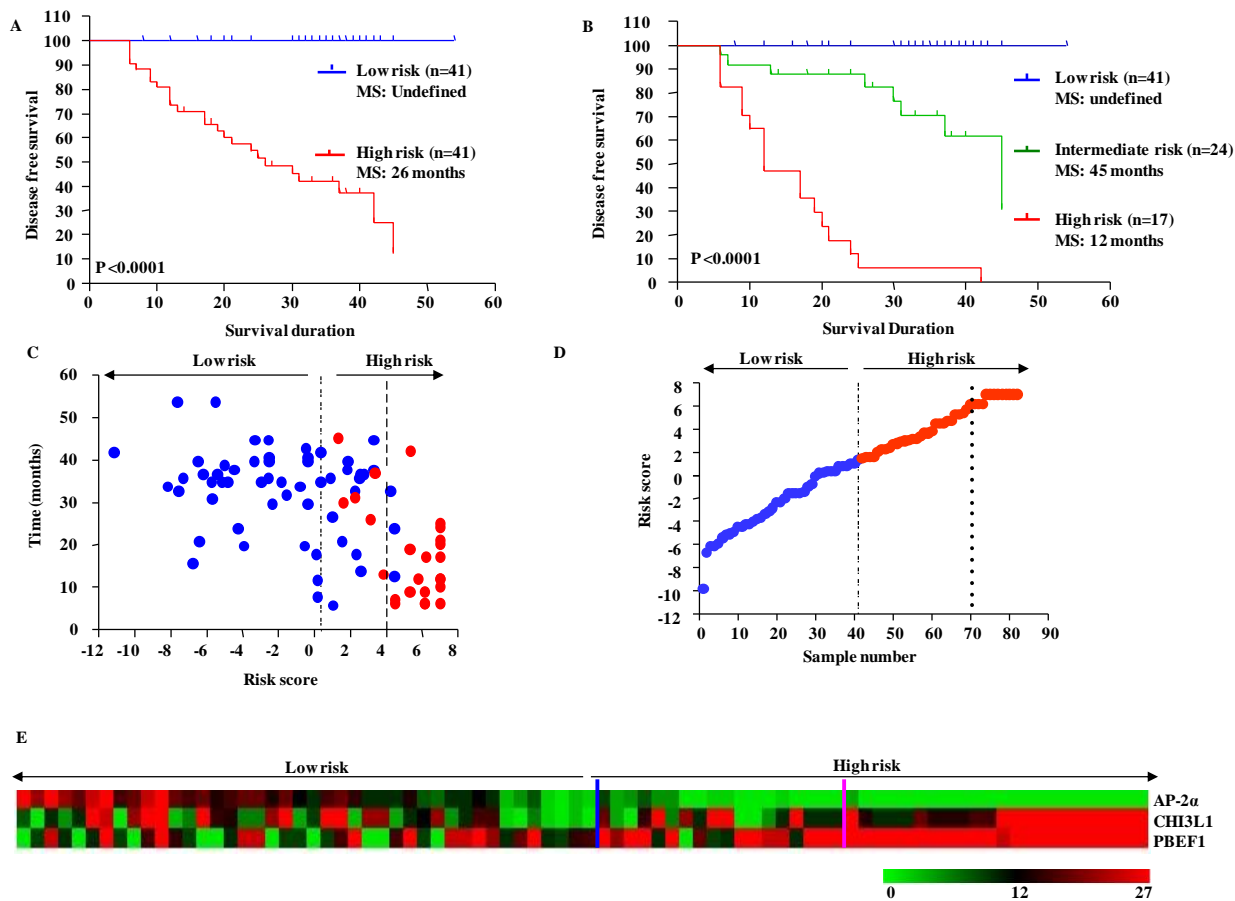 A
110
100
90
80
70
60
50
40
30
20
10
0
Disease free survival
Low risk (n=41)
MS: Undefined
High risk (n=41)
MS: 26 months
P<0.0001
0 10 20 30 40 50 60
Survival duration
B
110
100
90
80
70
60
50
40
30
20
10
0
Disease free survival
Low risk (n=41)
MS: undefined
Intermediate risk (n=24)
MS: 45 months
High risk (n=17)
MS: 12 months
P<0.0001
0 10 20 30 40 50 60
Survival Duration
C
Low risk High risk
60
50
40
30
20
10
0
Time (months)
-12 -10 -8 -6 -4 -2 0 2 4 6 8
Risk score
D
Low risk High risk
8
6
4
2
0
-2
-4
-6
-8
-10
-12
Risk score
0 10 20 30 40 50 60 70 80 90
Sample number
E
Low risk High risk
AP-2α
CHI3L1
PBEF1
0 12 27